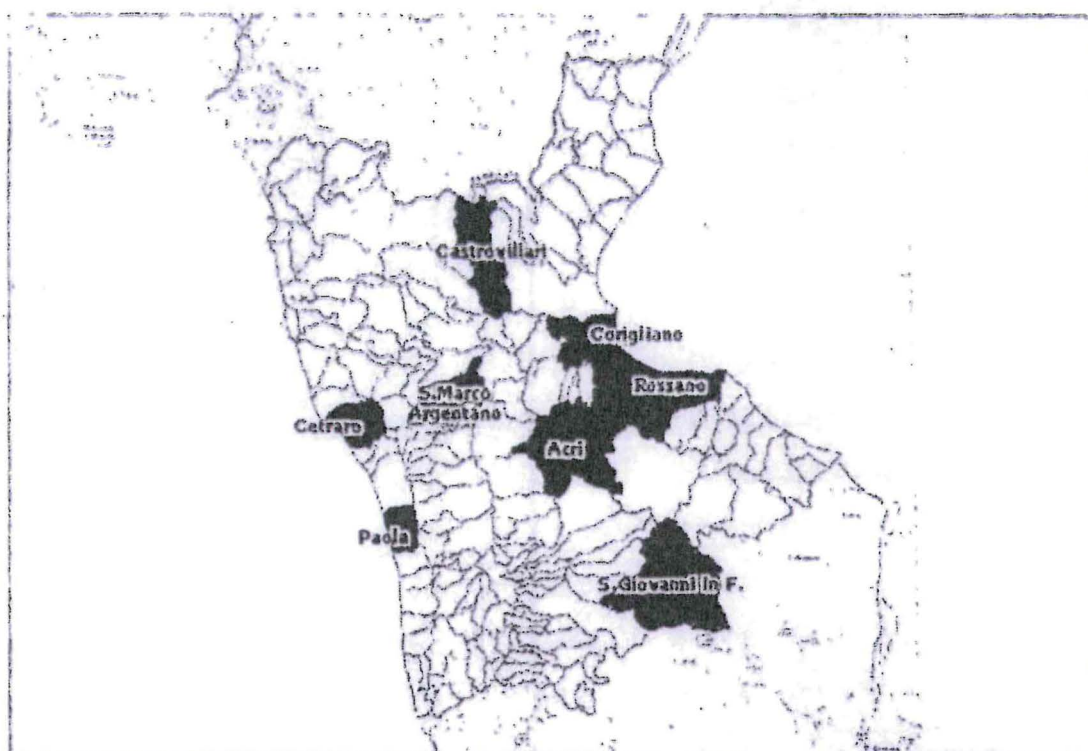 Castrovillari
Corigliano
Rossano
S.Marco
Argentano
Cetraro
Acri
Paola
S.Giovanni in F.